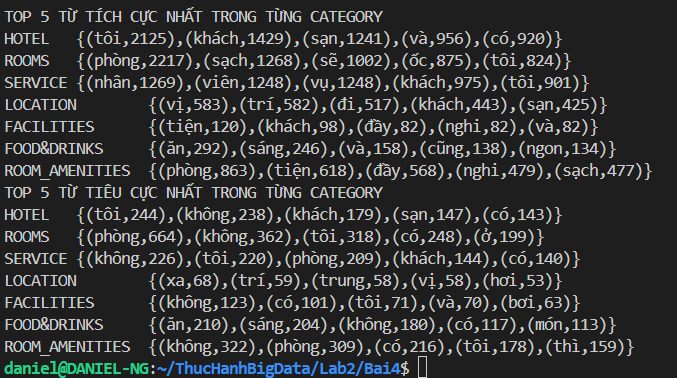 TOP 5 TỪ TÍCH CỰC NHẤT TRONG TỪNG CATEGORY
HOTEL {(tôi,2125),(khách,1429),(sạn,1241),(và,956),(có,920)}
ROOMS {(phòng,2217),(sạch,1268),(sẽ,1002),(ốc,875),(tôi,824)}
SERVICE {(nhân,1269),(viên,1248),(vụ,1248),(khách,975),(tôi,901)}
LOCATION {(vị,583),(trí,582),(đi,517),(khách,443),(sạn,425)}
FACILITIES {(tiện,120),(khách,98),(đầy,82),(nghi,82),(và,82)}
FOOD&DRINKS {(ăn,292),(sáng,246),(và,158),(cũng,138),(ngon,134)}
ROOM_AMENITIES {(phòng,863),(tiện,618),(đầy,568),(nghi,479),(sạch,477)}
TOP 5 TỪ TIÊU CỰC NHẤT TRONG TỪNG CATEGORY
HOTEL {(tôi,244),(không,238),(khách,179),(sạn,147),(có,143)}
ROOMS {(phòng,664),(không,362),(tôi,318),(có,248),(ở,199)}
SERVICE {(không,226),(tôi,220),(phòng,209),(khách,144),(có,140)}
LOCATION {(xa,68),(trí,59),(trung,58),(vị,58),(hơi,53)}
FACILITIES {(không,123),(có,101),(tôi,71),(và,70),(bơi,63)}
FOOD&DRINKS {(ăn,210),(sáng,204),(không,180),(có,117),(món,113)}
ROOM_AMENITIES {(không,322),(phòng,309),(có,216),(tôi,178),(thì,159)}
daniel@DANIEL-NG:~/ThucHanhBigData/Lab2/Bai4$